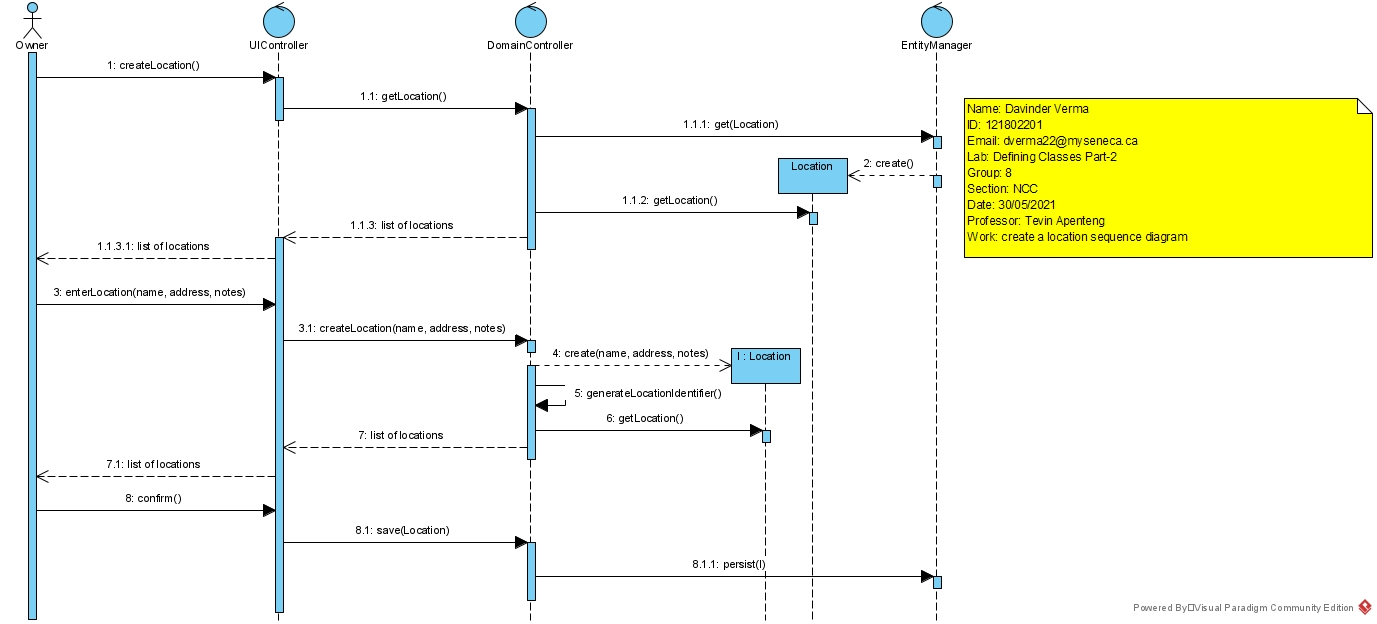 Owner
UIController
DomainController
EntityManager
1: createLocation()
1.1: getLocation()
1.1.1: get(Location)
Location
2: create()
1.1.2: getLocation()
1.1.3: list of locations
1.1.3.1: list of locations
3: enterLocation(name, address, notes)
3.1: createLocation(name, address, notes)
4: create(name, address, notes)
l : Location
5: generateLocationIdentifier()
6: getLocation()
7: list of locations
7.1: list of locations
8: confirm()
8.1: save(Location)
8.1.1: persist(l)
Name: Davinder Verma
ID: 121802201
Email: dverma22@myseneca.ca
Lab: Defining Classes Part-2
Group: 8
Section: NCC
Date: 30/05/2021
Professor: Tevin Apenteng
Work: create a location sequence diagram
Powered By□Visual Paradigm Community Edition